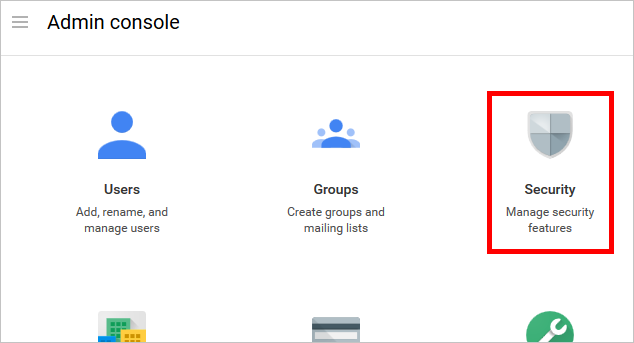 Admin console
Users
Add, rename, and
manage users
Groups
Create groups and
mailing lists
Security
Manage security
features